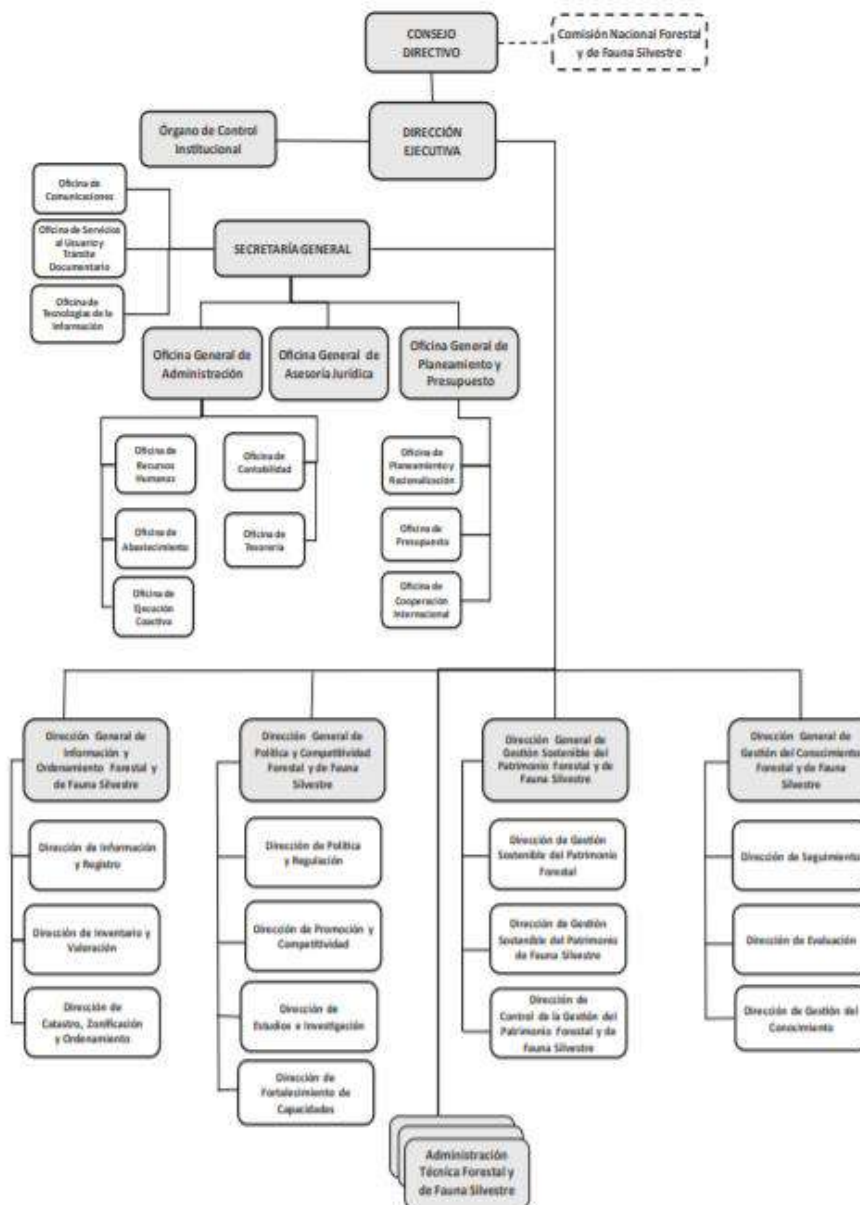 CONSEJO
DIRECTIVO
Comisión Nacional Forestal
y de Fauna Silvestre
Órgano de Control
Institucional
DIRECCIÓN
EJECUTIVA
Oficina de
Comunicaciones
Oficina de Servicios
al Usuario y
Trámite
Documentario
Oficina de
Tecnologías de la
Información
SECRETARÍA GENERAL
Oficina General de
Administración
Oficina General de
Asesoría Jurídica
Oficina General de
Planeamiento y
Presupuesto
Oficina de
Recursos
Humanos
Oficina de
Contabilidad
Oficina de
Planeamiento y
Racionalización
Oficina de
Abastecimiento
Oficina de
Tesorería
Oficina de
Presupuesto
Oficina de
Ejecución
Coactiva
Oficina de
Cooperación
Internacional
Dirección General de
Información y
Ordenamiento Forestal y
de Fauna Silvestre
Dirección General de
Política y Competitividad
Forestal y de Fauna
Silvestre
Dirección General de
Gestión Sostenible del
Patrimonio Forestal y de
Fauna Silvestre
Dirección General de
Gestión del Conocimiento
Forestal y de Fauna
Silvestre
Dirección de Información
y Registro
Dirección de Política
y Regulación
Dirección de Gestión
Sostenible del Patrimonio
Forestal
Dirección de Seguimiento
Dirección de Inventario y
Valoración
Dirección de Promoción y
Competitividad
Dirección de Gestión
Sostenible del Patrimonio
de Fauna Silvestre
Dirección de Evaluación
Dirección de
Catastro, Zonificación
y Ordenamiento
Dirección de
Estudios e Investigación
Dirección de
Control de la Gestión del
Patrimonio Forestal y de
Fauna Silvestre
Dirección de Gestión del
Conocimiento
Dirección de
Fortalecimiento de
Capacidades
Administración
Técnica Forestal y
de Fauna Silvestre